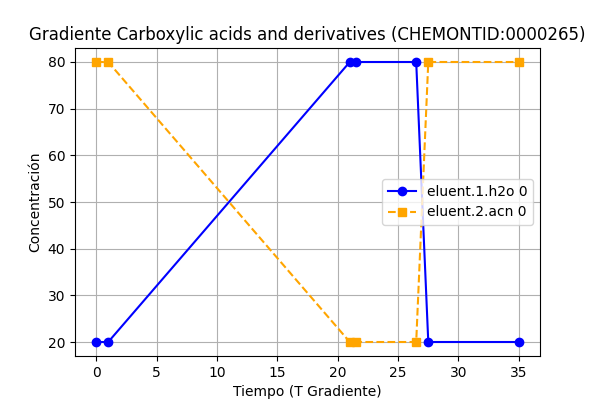 Gradiente Carboxylic acids and derivatives (CHEMONTID:0000265)
80
70
60
50
40
30
20
Concentración
eluent.1.h2o 0
eluent.2.acn 0
0 5 10 15 20 25 30 35
Tiempo (T Gradiente)